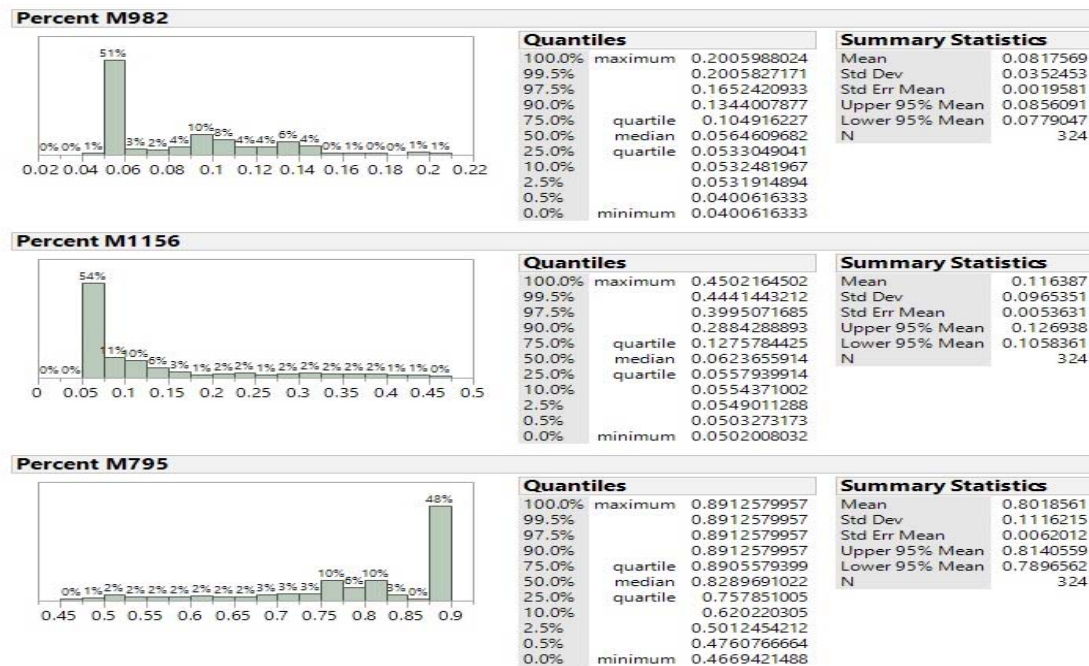 Percent M982
51%
0% 0% 1% 3% 2% 4% 10% 8% 4% 4% 6% 4% 0% 1% 0% 0% 1% 1%
0.02 0.04 0.06 0.08 0.1 0.12 0.14 0.16 0.18 0.2 0.22
Quantiles
100.0% maximum 0.2005988024
99.5% 0.2005827171
97.5% 0.1652420933
90.0% 0.1344007877
75.0% quartile 0.104916227
50.0% median 0.0564609682
25.0% quartile 0.0533049041
10.0% 0.0532481967
2.5% 0.0531914894
0.5% 0.0400616333
0.0% minimum 0.0400616333
Summary Statistics
Mean 0.0817569
Std Dev 0.0352453
Std Err Mean 0.0019581
Upper 95% Mean 0.0856091
Lower 95% Mean 0.0779047
N 324
Percent M1156
54%
0% 0% 11% 10% 6% 3% 1% 2% 2% 1% 2% 2% 2% 2% 2% 1% 1% 0%
0 0.05 0.1 0.15 0.2 0.25 0.3 0.35 0.4 0.45 0.5
Quantiles
100.0% maximum 0.4502164502
99.5% 0.4441443212
97.5% 0.3995071685
90.0% 0.2884288893
75.0% quartile 0.1275784425
50.0% median 0.0623655914
25.0% quartile 0.0557939914
10.0% 0.0554371002
2.5% 0.0549011288
0.5% 0.0503273173
0.0% minimum 0.0502008032
Summary Statistics
Mean 0.116387
Std Dev 0.0965351
Std Err Mean 0.0053631
Upper 95% Mean 0.126938
Lower 95% Mean 0.1058361
N 324
Percent M795
48%
0% 1% 2% 2% 2% 2% 2% 2% 2% 3% 3% 3% 10% 6% 10% 3% 0%
0.45 0.5 0.55 0.6 0.65 0.7 0.75 0.8 0.85 0.9
Quantiles
100.0% maximum 0.8912579957
99.5% 0.8912579957
97.5% 0.8912579957
90.0% 0.8912579957
75.0% quartile 0.8905579399
50.0% median 0.8289691022
25.0% quartile 0.757851005
10.0% 0.620220305
2.5% 0.5012454212
0.5% 0.4760766664
0.0% minimum 0.4669421488
Summary Statistics
Mean 0.8018561
Std Dev 0.1116215
Std Err Mean 0.0062012
Upper 95% Mean 0.8140559
Lower 95% Mean 0.7896562
N 324